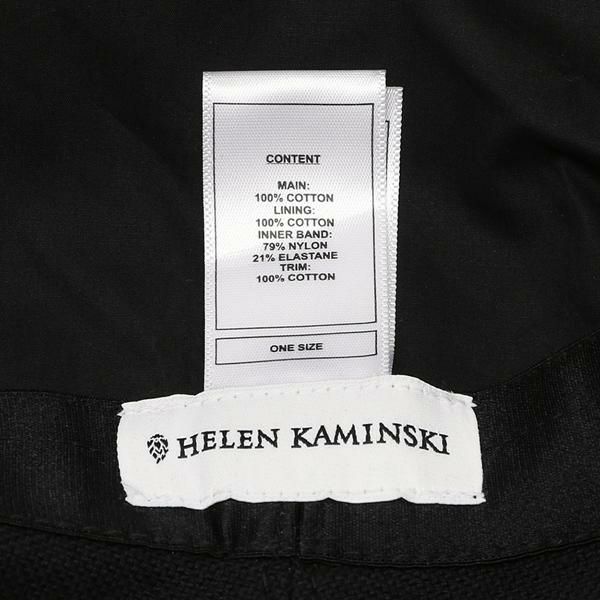 CONTENT
MAIN:
100% COTTON
LINING:
100% COTTON
INNER BAND:
79% NYLON
21% ELASTANE
TRIM:
100% COTTON
ONE SIZE
HELEN KAMINSKI